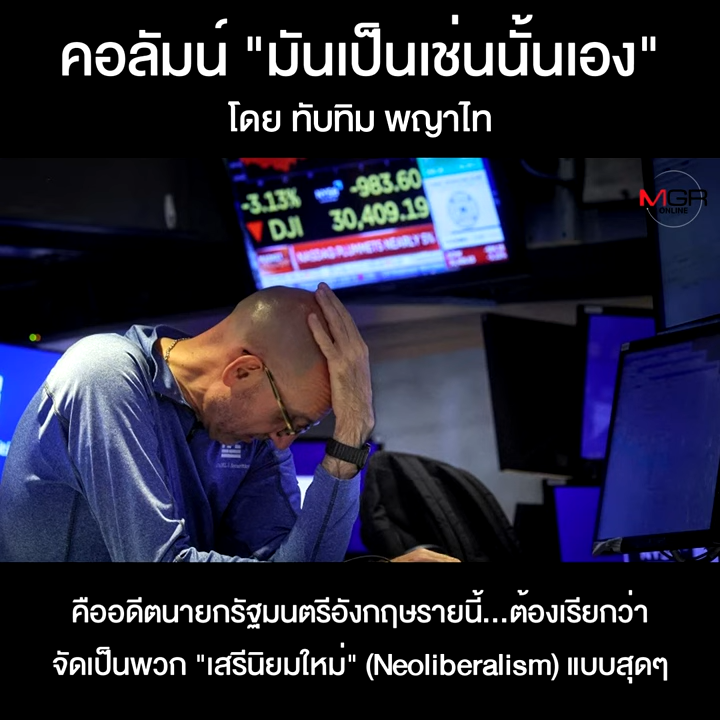 คอลัมน์ "มันเป็นเช่นนั้นเอง"
โดย ทับทิม พญาไท
-3.13% -983.60
DJI 30,409.19
NASDAQ PLUMMETS NEARLY 5%
MGR
ONLINE
คืออดีตนายกรัฐมนตรีอังกฤษรายนี้...ต้องเรียกว่า
จัดเป็นพวก "เสรีนิยมใหม่" (Neoliberalism) แบบสุดๆ